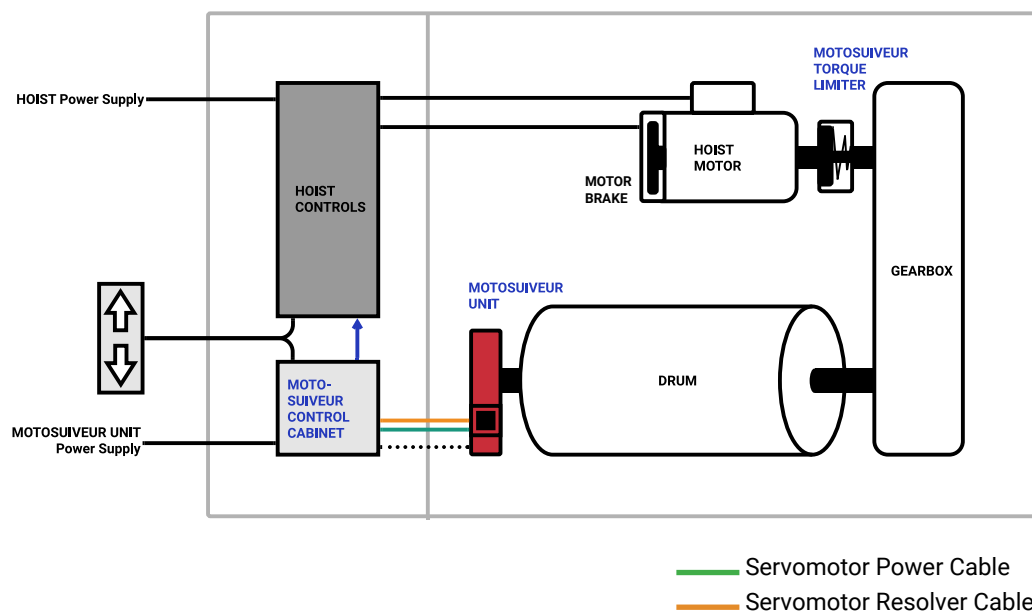 MOTOSUIVEUR
TORQUE
LIMITER
HOIST Power Supply
HOIST
MOTOR
MOTOR
BRAKE
HOIST
CONTROLS
GEARBOX
MOTOSUIVEUR
UNIT
DRUM
MOTO-
SUIVEUR
CONTROL
CABINET
MOTOSUIVEUR UNIT
Power Supply
Servomotor Power Cable
Servomotor Resolver Cable